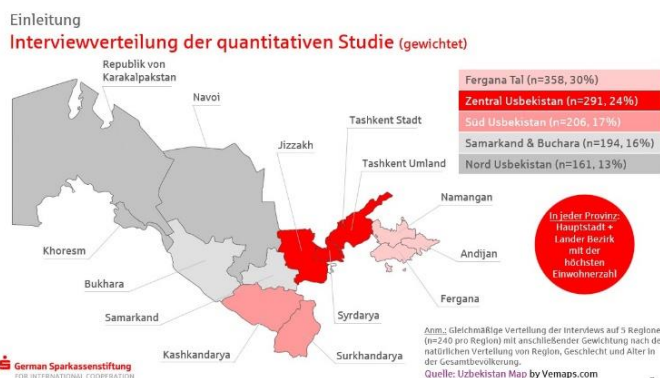 Einleitung
Interviewverteilung der quantitativen Studie (gewichtet)
Republik von
Karakalpakstan
Navoi
Jizzakh
Tashkent Stadt
Tashkent Umland
Namangan
Andijan
Fergana
Syrdarya
Surkhandarya
Kashkandarya
Samarkand
Bukhara
Khoresm
Fergana Tal (n=358, 30%)
Zentral Usbekistan (n=291, 24%)
Süd Usbekistan (n=206, 17%)
Samarkand & Buchara (n=194, 16%)
Nord Usbekistan (n=161, 13%)
In jeder Provinz:
Hauptstadt +
Lander Bezirk
mit der
höchsten
Einwohnerzahl
Anm.: Gleichmäßige Verteilung der Interviews auf 5 Regione
(n=240 pro Region) mit anschließender Gewichtung nach de
natürlichen Verteilung von Region, Geschlecht und Alter in
der Gesamtbevölkerung.
Quelle: Uzbekistan Map by Vemaps.com
German Sparkassenstiftung
FOR INTERNATIONAL COOPERATION